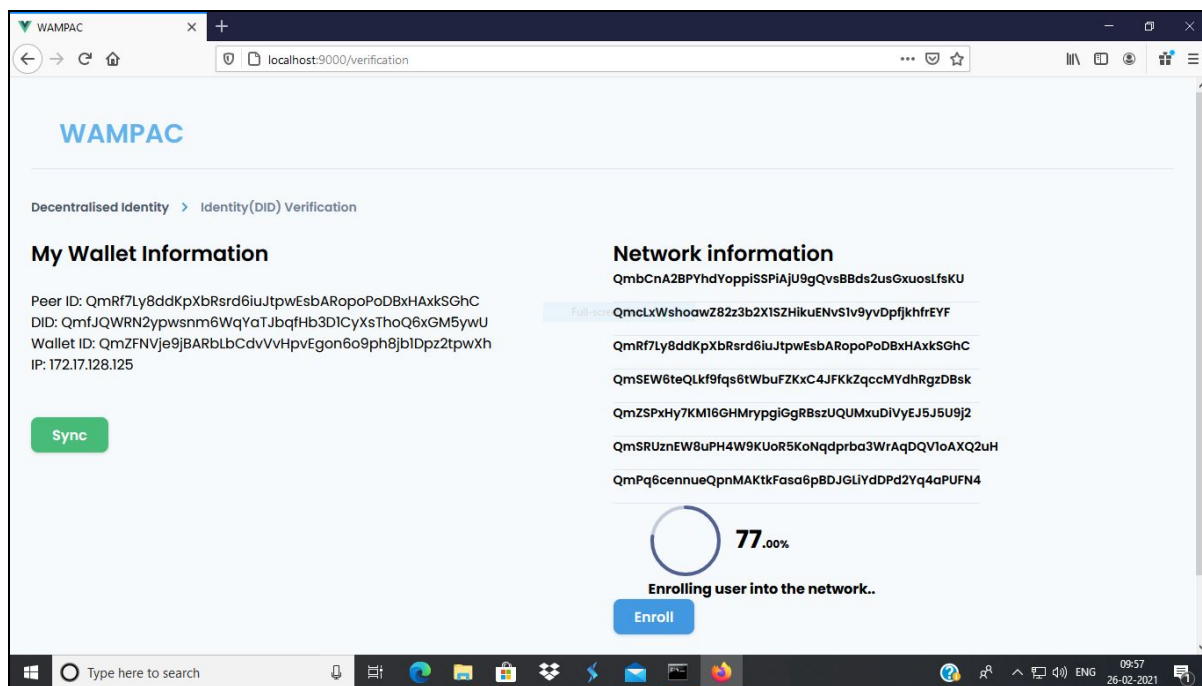 WAMPAC
localhost:9000/verification
WAMPAC
Decentralised Identity > Identity(DID) Verification
My Wallet Information
Peer ID: QmRf7Ly8ddKpXbRsrd6iuJtpwEsbARopoPoDBxHAxkSGhC
DID: QmfJQWRN2ypwsnm6WqYaTJbqfHb3D1CyXsThoQ6xGM5ywU
Wallet ID: QmZFNVje9jBARbLbCdvVvHpvEgon6o9ph8jb1Dpz2tpwXh
IP: 172.17.128.125
Sync
Network information
QmbCnA2BPYhdYoppiSSPiAjU9gQvsBBds2usGxuosLfsKU
QmcLxWshoawZ82z3b2X1SZHikuENvS1v9yvDpfjkhfrEYF
QmRf7Ly8ddKpXbRsrd6iuJtpwEsbARopoPoDBxHAxkSGhC
QmSEW6teQLkf9fqs6tWbuFZKxC4JFKkZqccMYdhRgzDBsk
QmZSPxHy7KM16GHMrypgiGgRBszUQUMxuDiVyEJ5J5U9j2
QmSRUznEW8uPH4W9KUoR5KoNqdprba3WrAqDQV1oAXQ2uH
QmPq6cennueQpnMAKtkFasa6pBDJGLiYdDPd2Yq4aPUFN4
77.00%
Enrolling user into the network..
Enroll
Type here to search
ENG
09:57
26-02-2021